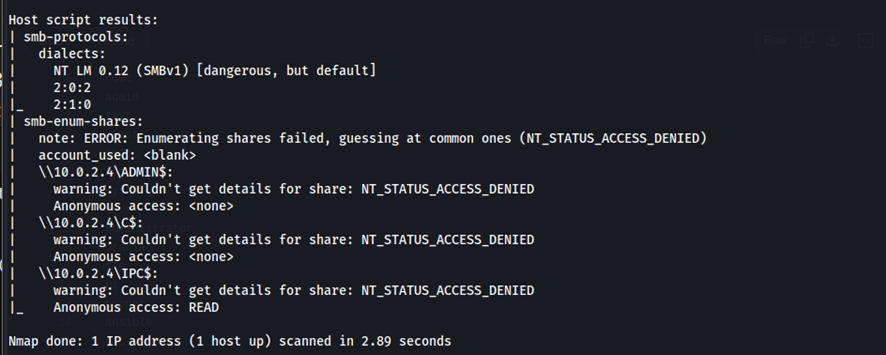 Host script results:
| smb-protocols:
|   dialects:
|     NT LM 0.12 (SMBv1) [dangerous, but default]
|     2:0:2
|_    2:1:0
| smb-enum-shares:
|   note: ERROR: Enumerating shares failed, guessing at common ones (NT_STATUS_ACCESS_DENIED)
|   account_used: <blank>
|   \\10.0.2.4\ADMIN$:
|     warning: Couldn't get details for share: NT_STATUS_ACCESS_DENIED
|     Anonymous access: <none>
|   \\10.0.2.4\C$:
|     warning: Couldn't get details for share: NT_STATUS_ACCESS_DENIED
|     Anonymous access: <none>
|   \\10.0.2.4\IPC$:
|     warning: Couldn't get details for share: NT_STATUS_ACCESS_DENIED
|_    Anonymous access: READ
Nmap done: 1 IP address (1 host up) scanned in 2.89 seconds